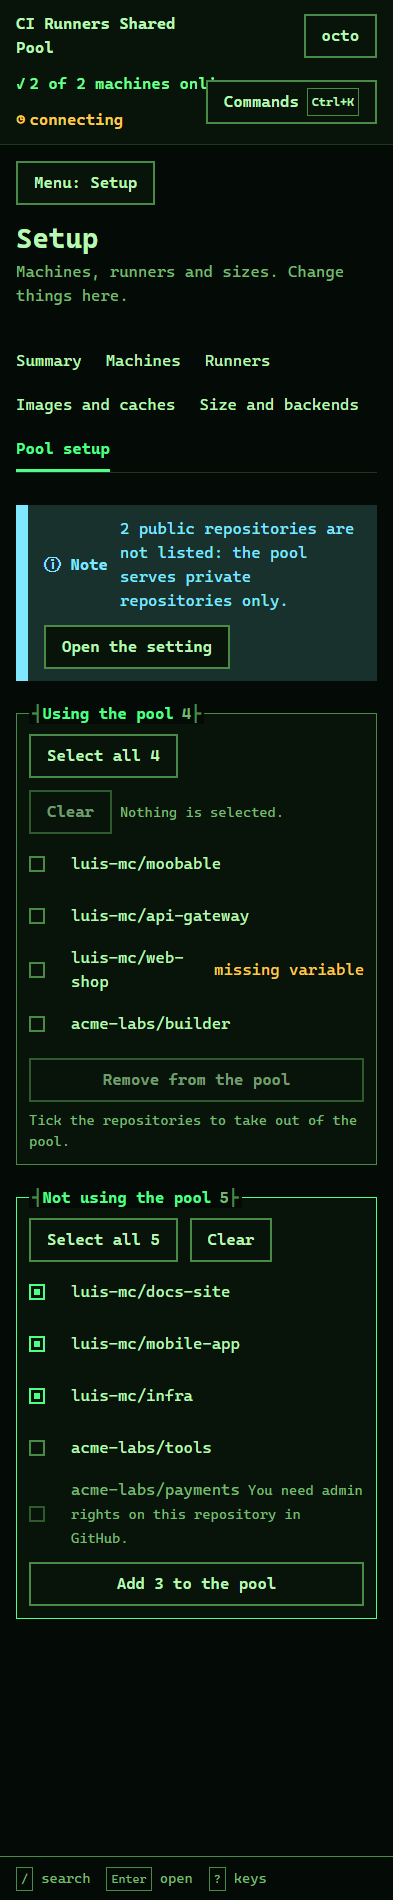 CI Runners Shared
Pool
octo
✓ 2 of 2 machines
Commands Ctrl+K
connecting
Menu: Setup
Setup
Machines, runners and sizes. Change
things here.
Summary Machines Runners
Images and caches Size and backends
Pool setup
ⓘ Note
2 public repositories are
not listed: the pool
serves private
repositories only.
Open the setting
Using the pool 4
Select all 4
Clear Nothing is selected.
luis-mc/moobable
luis-mc/api-gateway
luis-mc/web-
shop
missing variable
acme-labs/builder
Remove from the pool
Tick the repositories to take out of the
pool.
Not using the pool 5
Select all 5 Clear
luis-mc/docs-site
luis-mc/mobile-app
luis-mc/infra
acme-labs/tools
acme-labs/payments You need admin
rights on this repository in
GitHub.
Add 3 to the pool
/ search Enter open ? keys